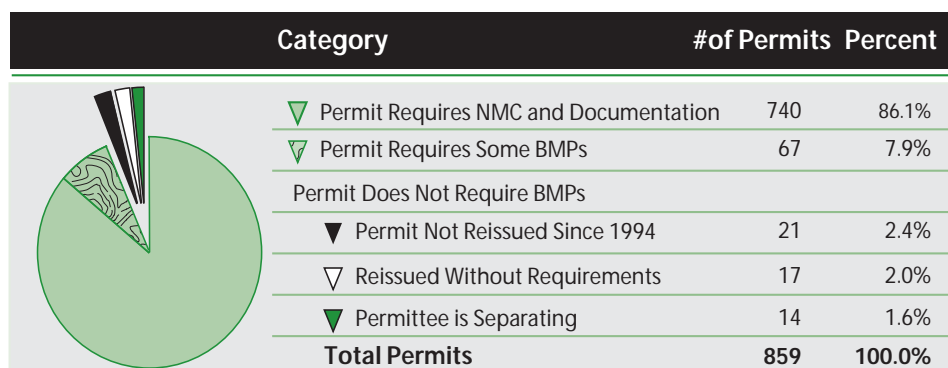 Category #of Permits Percent
Permit Requires NMC and Documentation 740 86.1%
Permit Requires Some BMPs 67 7.9%
Permit Does Not Require BMPs
Permit Not Reissued Since 1994 21 2.4%
Reissued Without Requirements 17 2.0%
Permittee is Separating 14 1.6%
Total Permits 859 100.0%